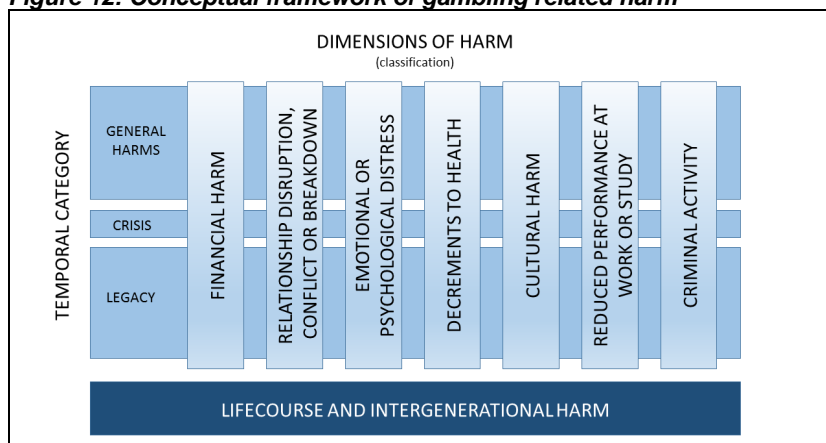 Figure 12: Conceptual framework of gambling related harm
DIMENSIONS OF HARM
(classification)
TEMPORAL CATEGORY
GENERAL
HARMS
CRISIS
LEGACY
FINANCIAL HARM
RELATIONSHIP DISRUPTION,
CONFLICT OR BREAKDOWN
EMOTIONAL OR
PSYCHOLOGICAL DISTRESS
DECREMENTS TO HEALTH
CULTURAL HARM
REDUCED PERFORMANCE AT
WORK OR STUDY
CRIMINAL ACTIVITY
LIFECOURSE AND INTERGENERATIONAL HARM